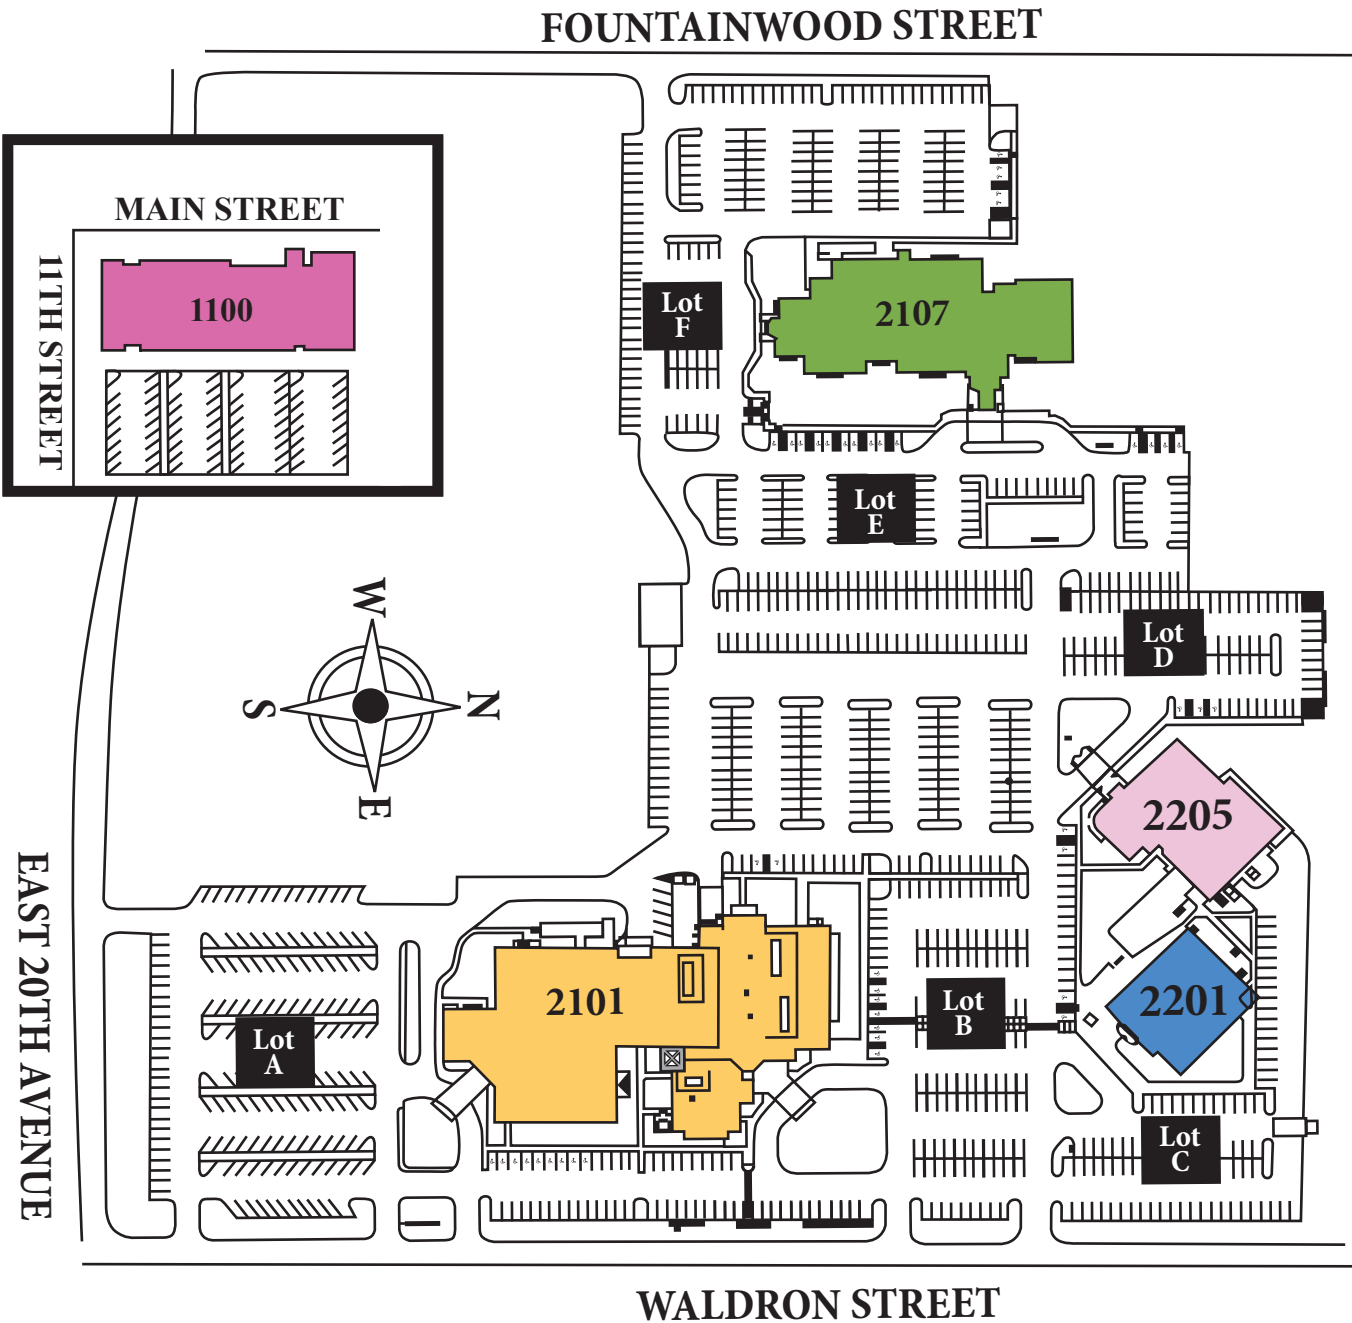 FOUNTAINWOOD STREET
MAIN STREET
11TH STREET
1100
Lot
F
2107
Lot
E
W
S
N
E
Lot
D
2205
EAST 20TH AVENUE
2101
Lot
A
Lot
B
2201
Lot
C
WALDRON STREET